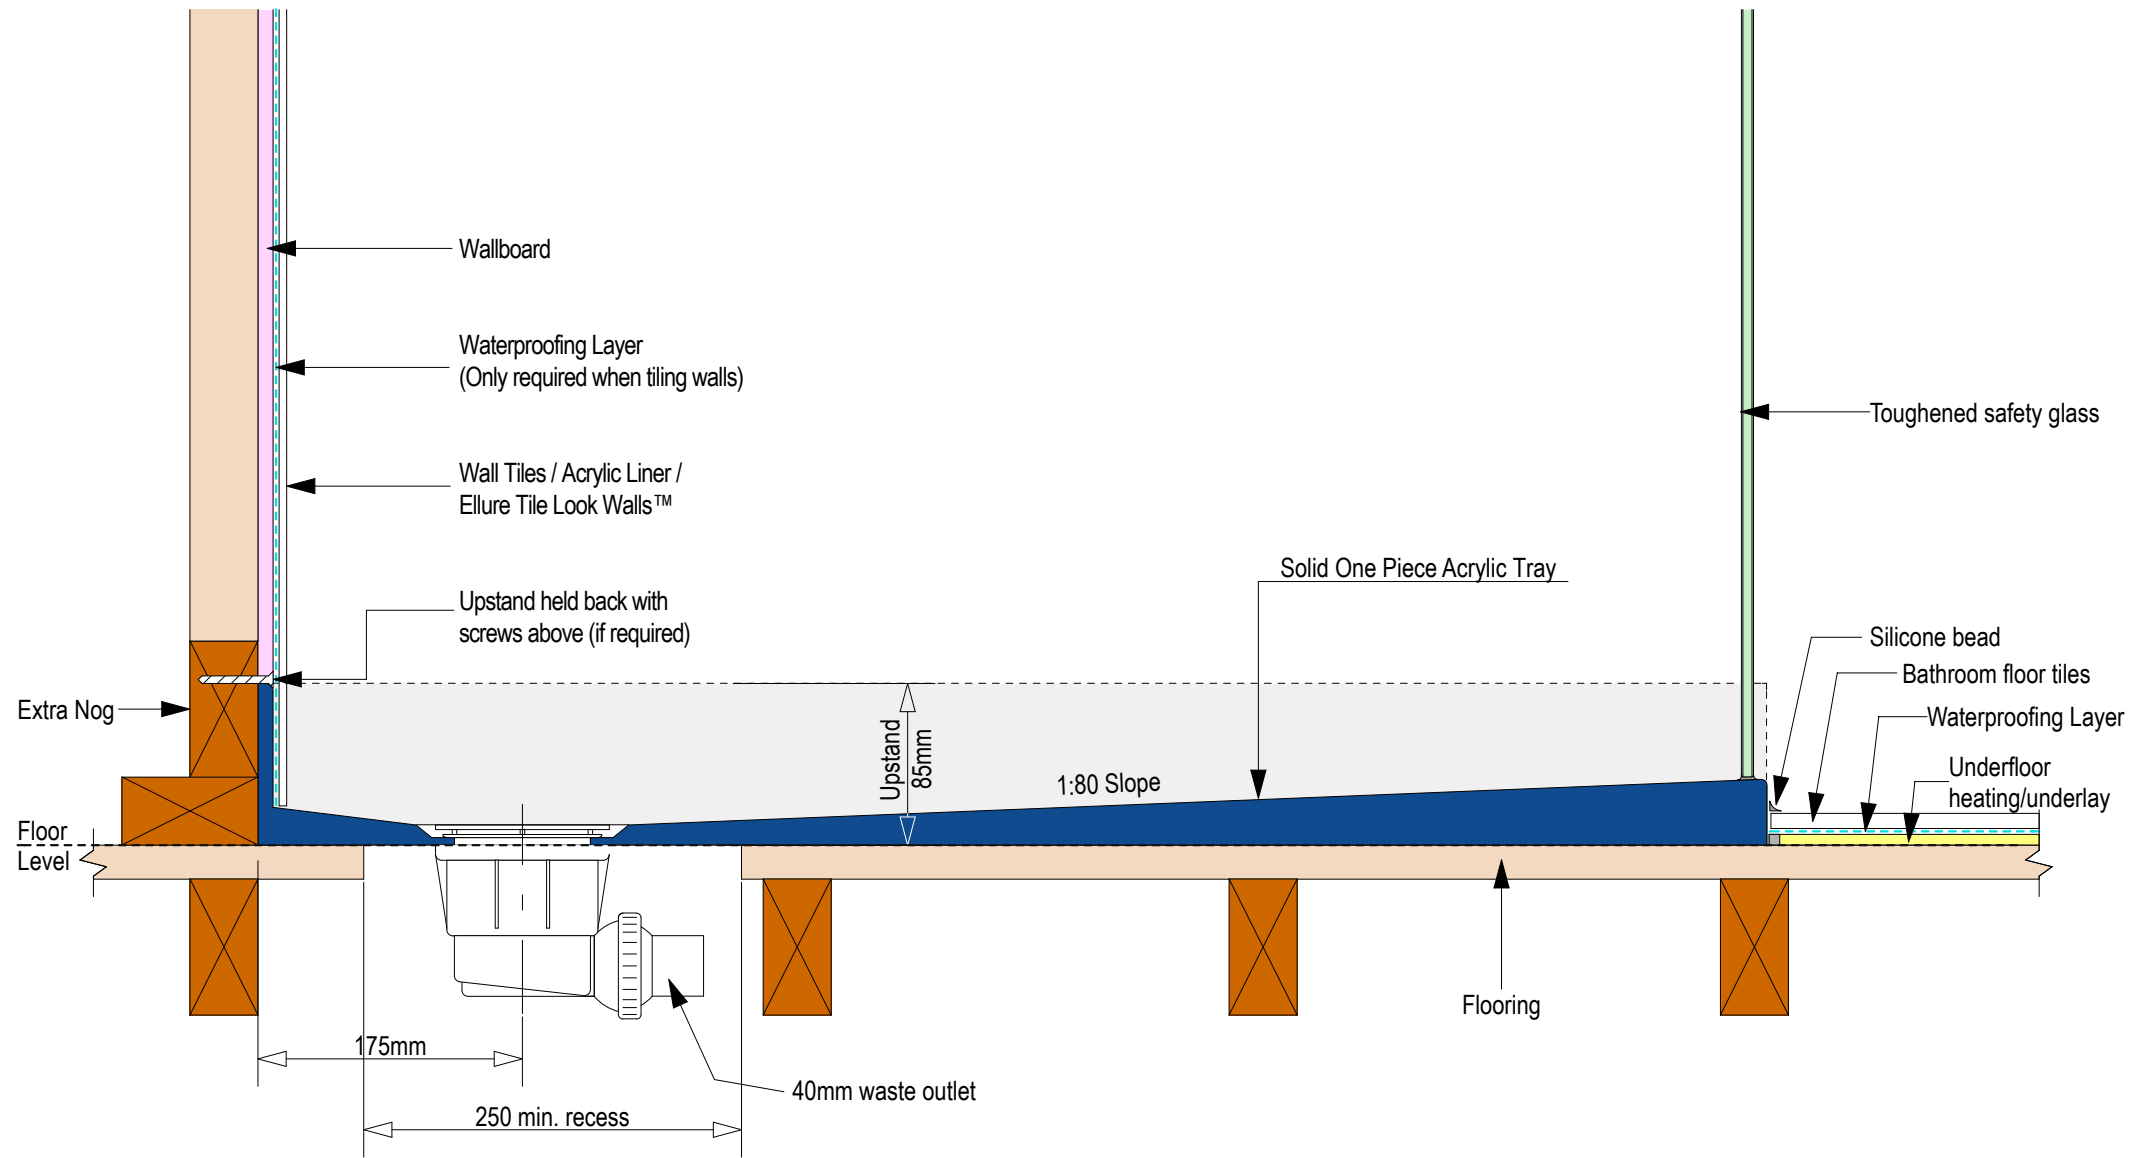 Wallboard
Waterproofing Layer
(Only required when tiling walls)
Toughened safety glass
Wall Tiles / Acrylic Liner /
Ellure Tile Look Walls™
Solid One Piece Acrylic Tray
Upstand held back with
screws above (if required)
Silicone bead
Bathroom floor tiles
Extra Nog
Waterproofing Layer
Upstand
85mm
1:80 Slope
Underfloor
heating/underlay
Floor
Level
Flooring
175mm
40mm waste outlet
250 min. recess